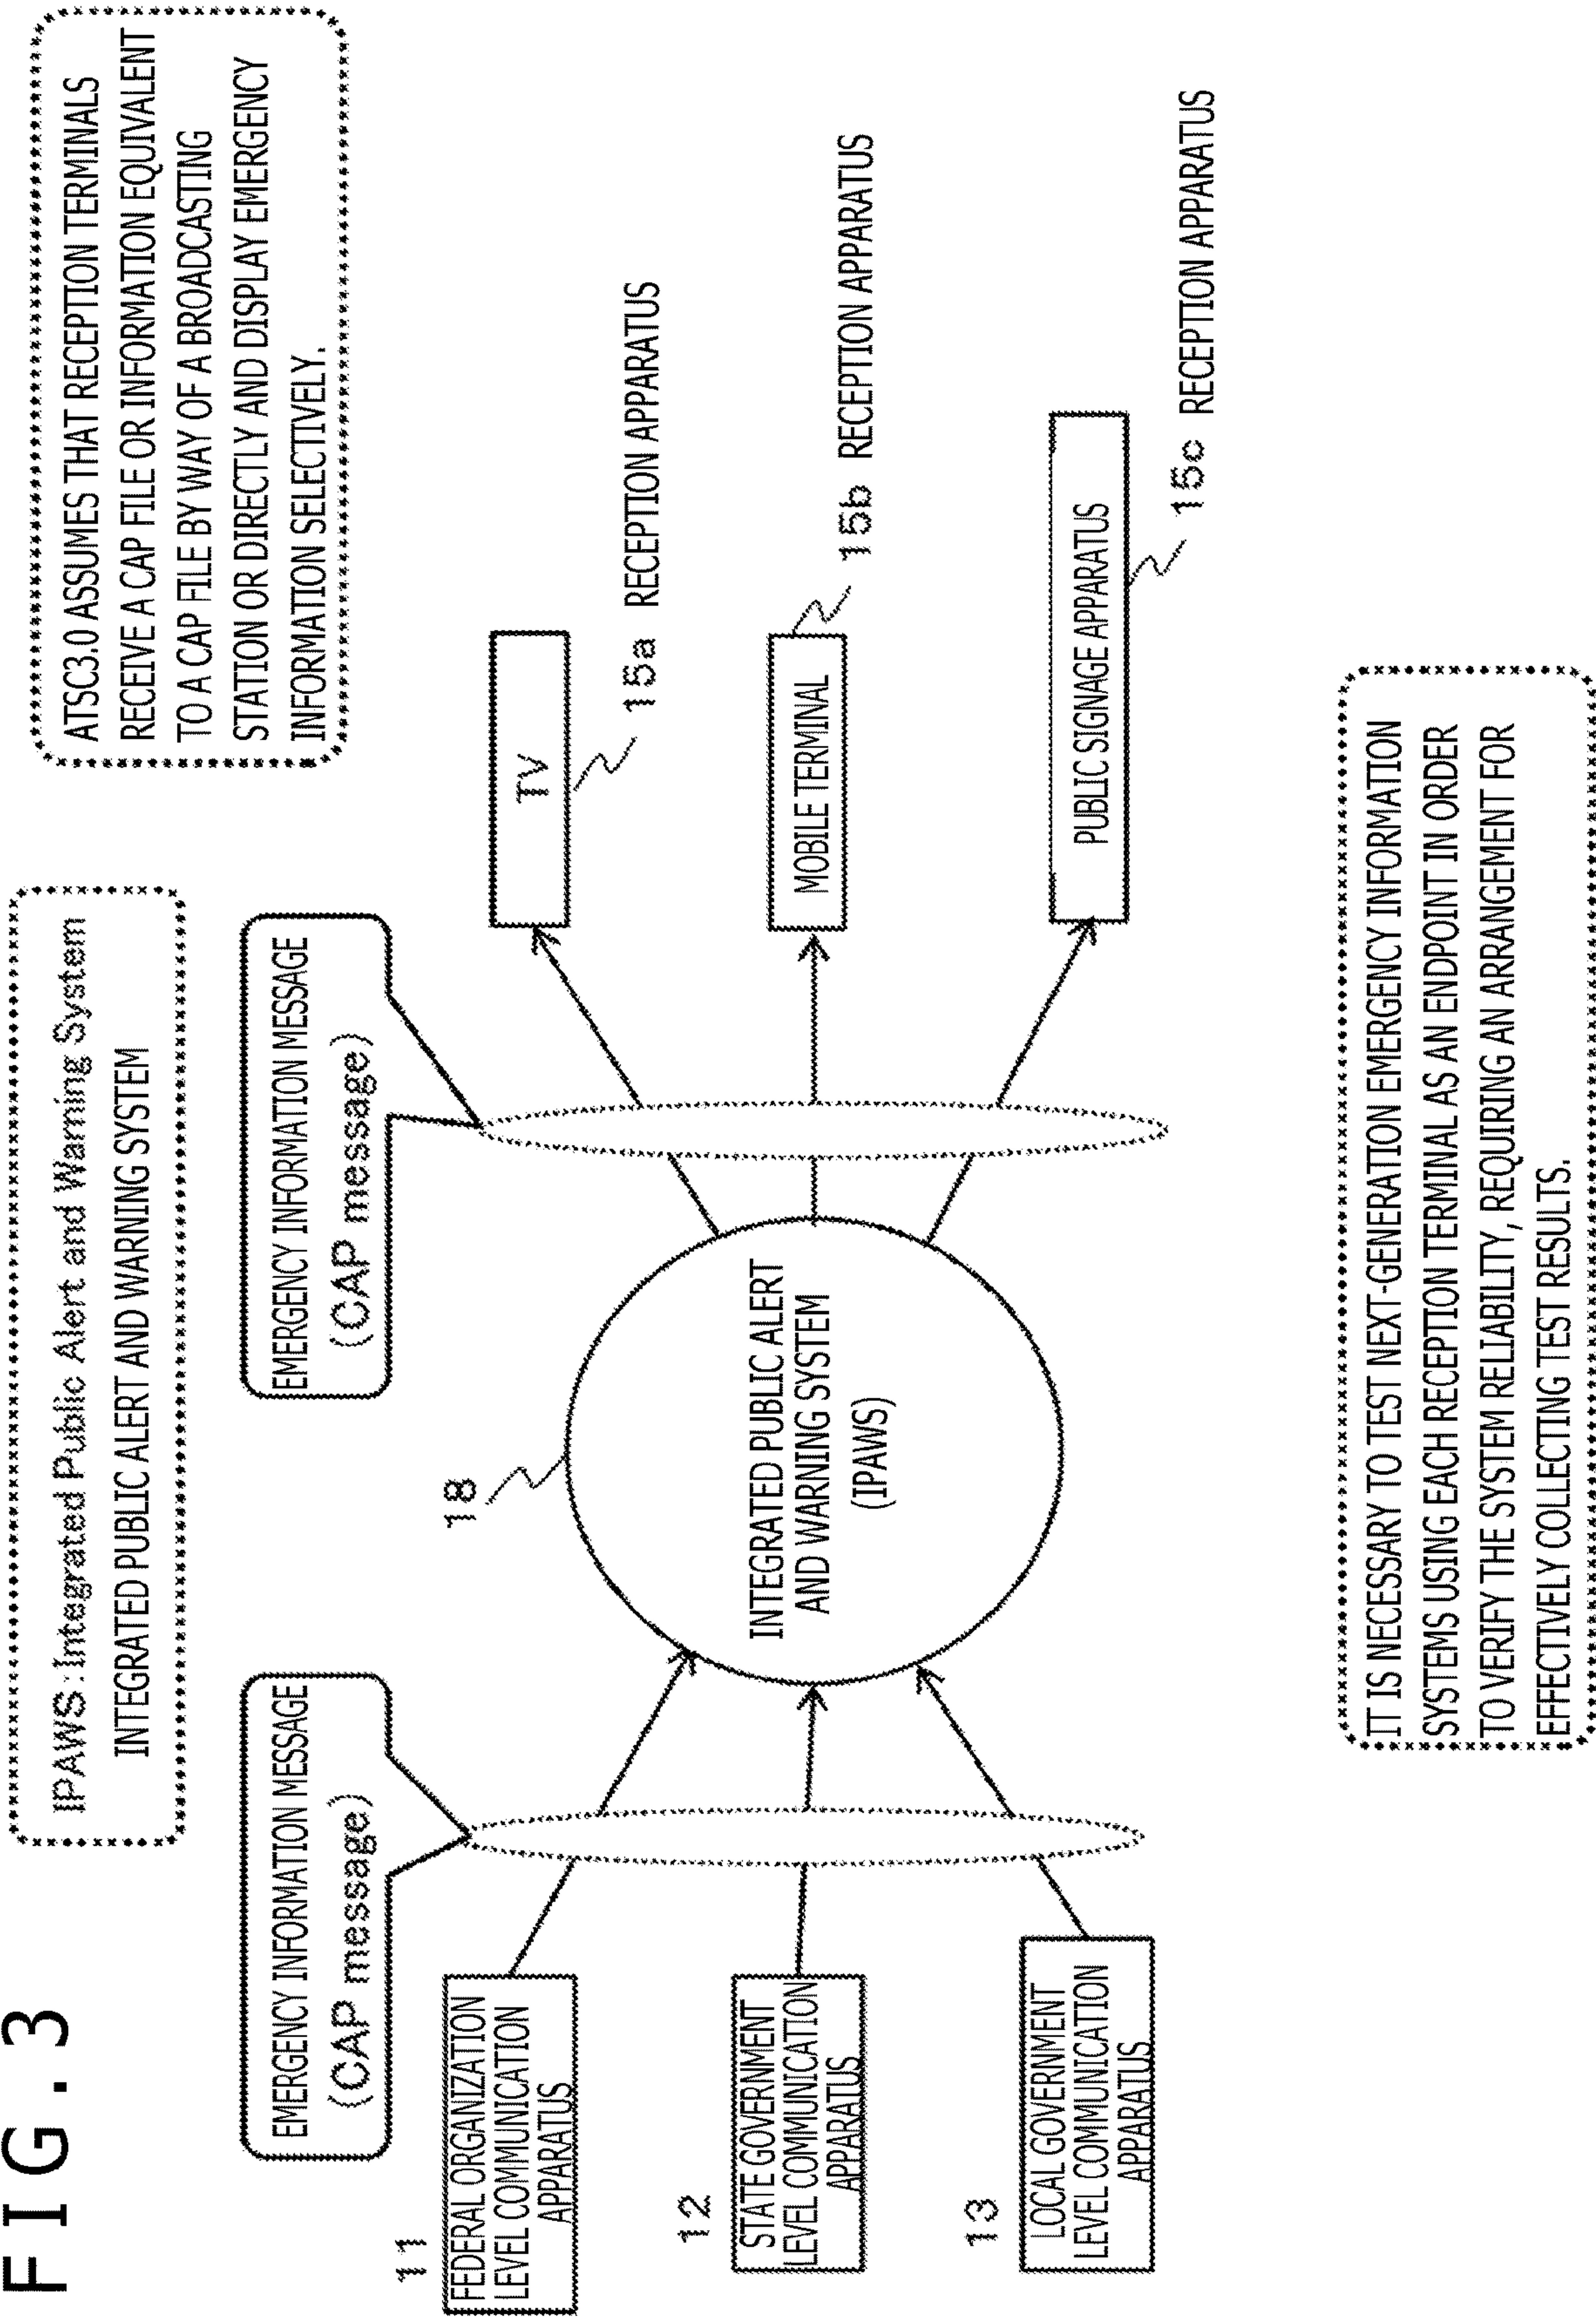 FIG.3
IPAWS:Integrated Public Alert and Warning System
INTEGRATED PUBLIC ALERT AND WARNING SYSTEM
ATSC3.0 ASSUMES THAT RECEPTION TERMINALS
RECEIVE A CAP FILE OR INFORMATION EQUIVALENT
TO A CAP FILE BY WAY OF A BROADCASTING
STATION OR DIRECTLY AND DISPLAY EMERGENCY
INFORMATION SELECTIVELY.
EMERGENCY INFORMATION MESSAGE
(CAP message)
EMERGENCY INFORMATION MESSAGE
(CAP message)
11
FEDERAL ORGANIZATION
LEVEL COMMUNICATION
APPARATUS
12
STATE GOVERNMENT
LEVEL COMMUNICATION
APPARATUS
13
LOCAL GOVERNMENT
LEVEL COMMUNICATION
APPARATUS
18
INTEGRATED PUBLIC ALERT
AND WARNING SYSTEM
(IPAWS)
TV
15a RECEPTION APPARATUS
MOBILE TERMINAL
15b RECEPTION APPARATUS
PUBLIC SIGNAGE APPARATUS
15c RECEPTION APPARATUS
IT IS NECESSARY TO TEST NEXT-GENERATION EMERGENCY INFORMATION
SYSTEMS USING EACH RECEPTION TERMINAL AS AN ENDPOINT IN ORDER
TO VERIFY THE SYSTEM RELIABILITY, REQUIRING AN ARRANGEMENT FOR
EFFECTIVELY COLLECTING TEST RESULTS.